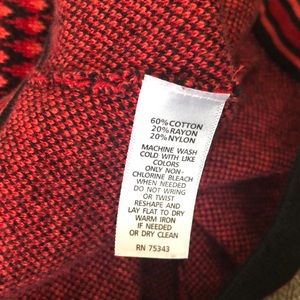 60% COTTON
20% RAYON
20% NYLON
MACHINE WASH
COLD WITH LIKE
COLORS
ONLY NON-
CHLORINE BLEACH
WHEN NEEDED
DO NOT WRING
OR TWIST
RESHAPE AND
LAY FLAT TO DRY
WARM IRON
IF NEEDED
OR DRY CLEAN
RN 75343